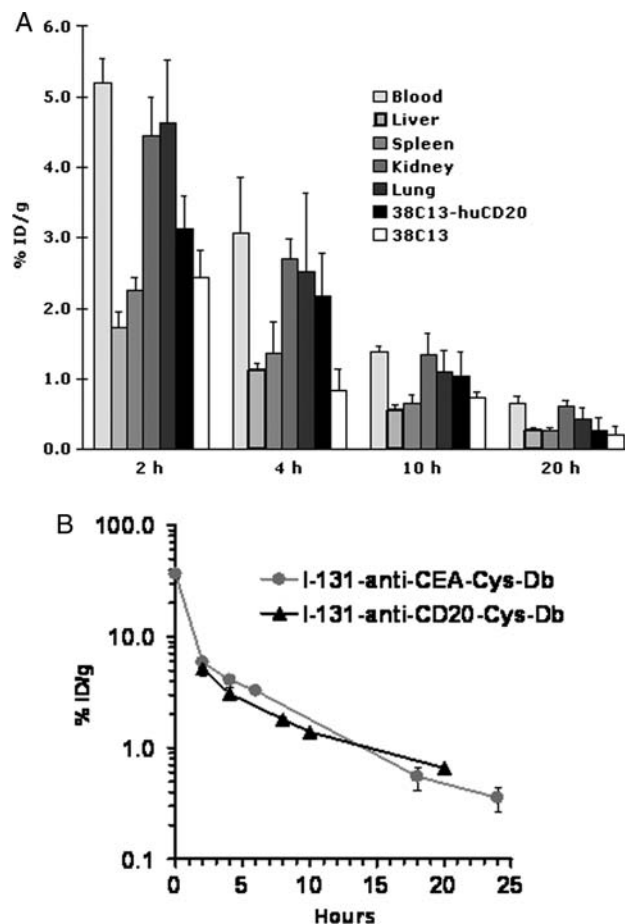 A
6.0
5.0
4.0
3.0
2.0
1.0
0.0
% ID/g
Blood
Liver
Spleen
Kidney
Lung
38C13-huCD20
38C13
2 h
4 h
10 h
20 h
B
100.0
10.0
1.0
0.1
% ID/g
I-131-anti-CEA-Cys-Db
I-131-anti-CD20-Cys-Db
0
5
10
15
20
25
Hours